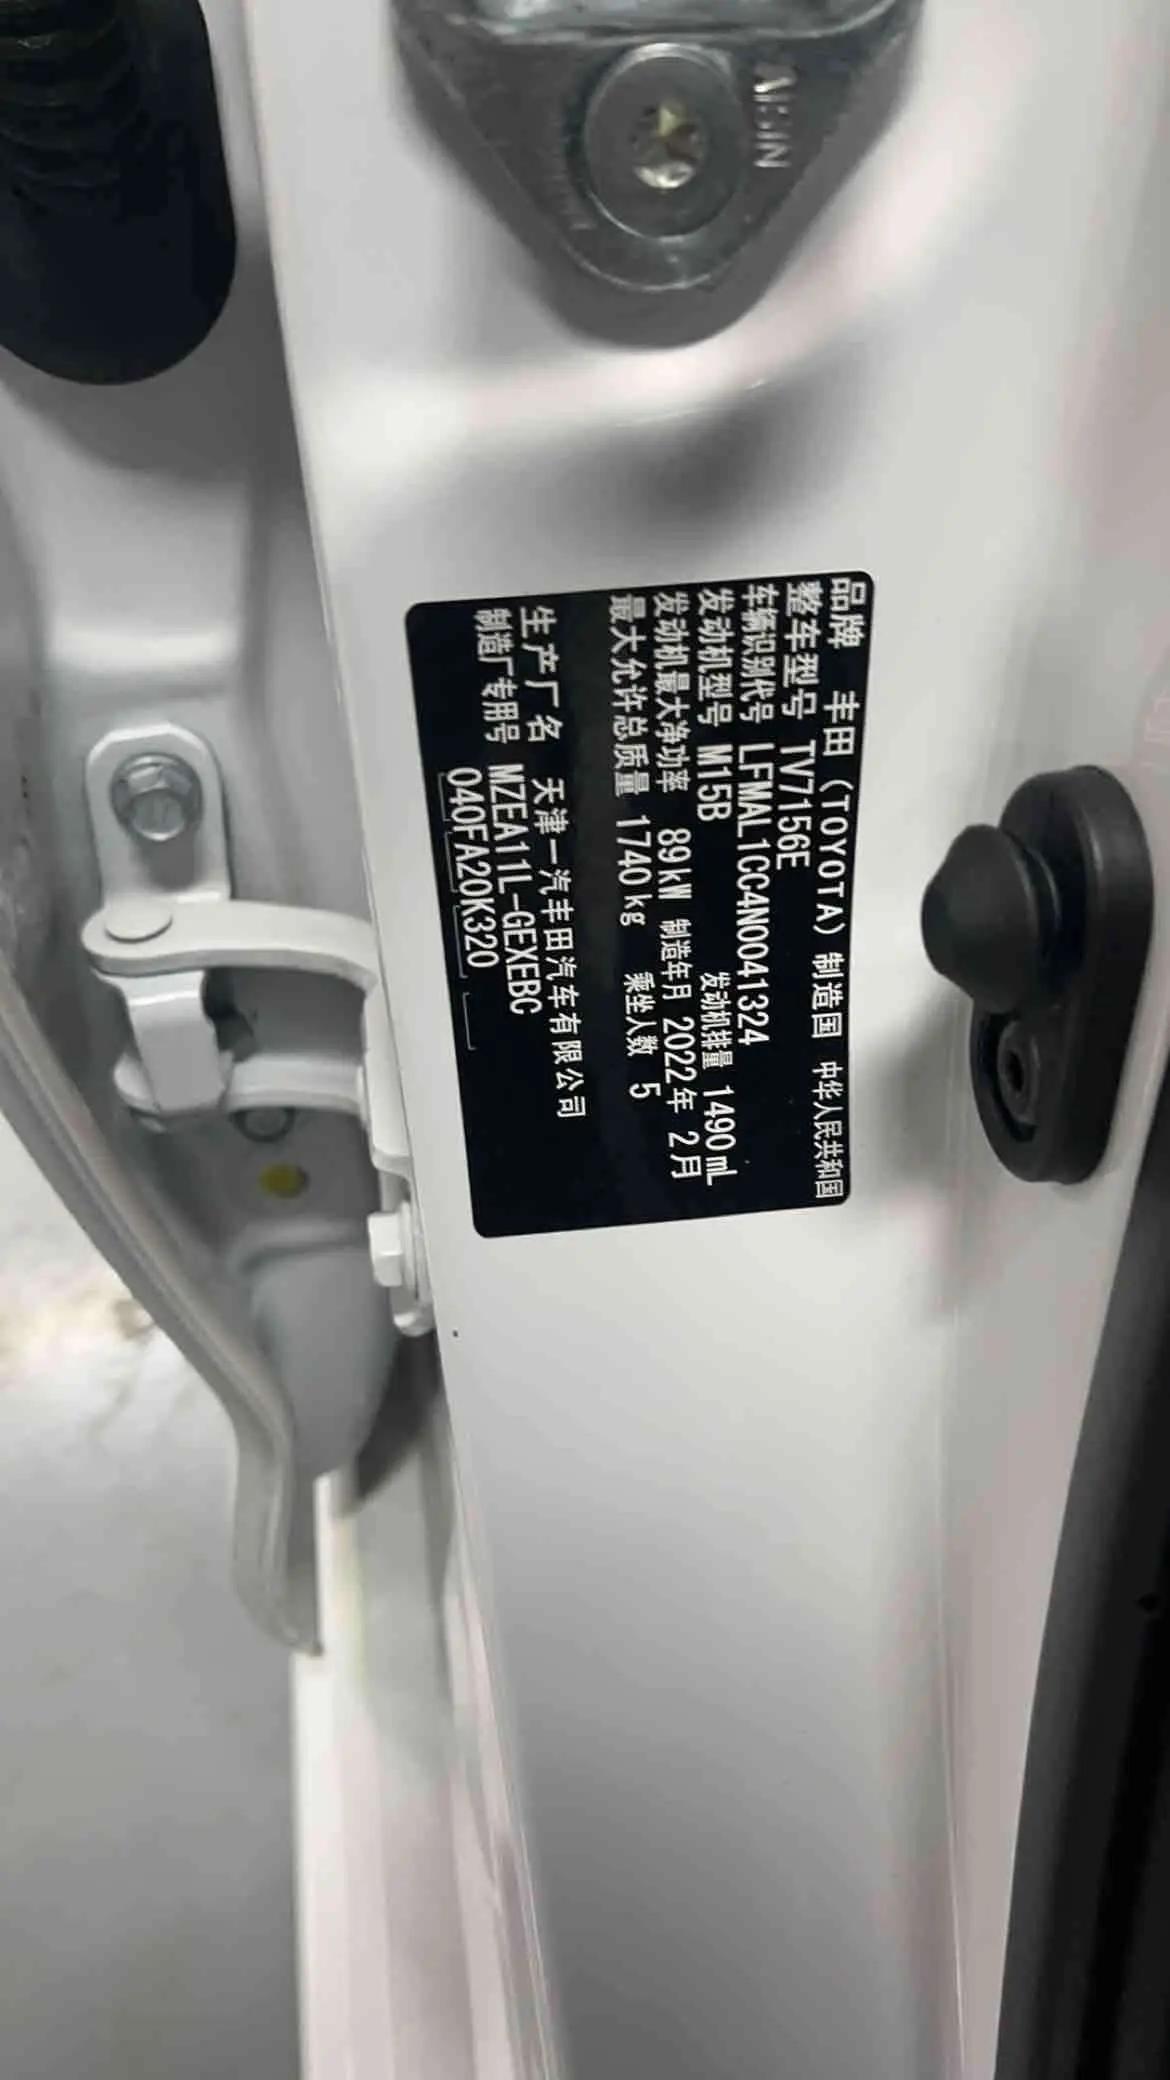 AISIN
品牌 丰田 (TOYOTA) 制造国 中华人民共和国
整车型号 TV7156E
车辆识别代号 LFMAL1CC4N0041324
发动机型号 M15B 发动机排量 1490mL
发动机最大净功率 89kW 制造年月 2022年 2月
最大允许总质量 1740kg 乘坐人数 5
生产厂名 天津一汽丰田汽车有限公司
制造厂专用号 MZEA11L-GEXEBC
040FA20K320